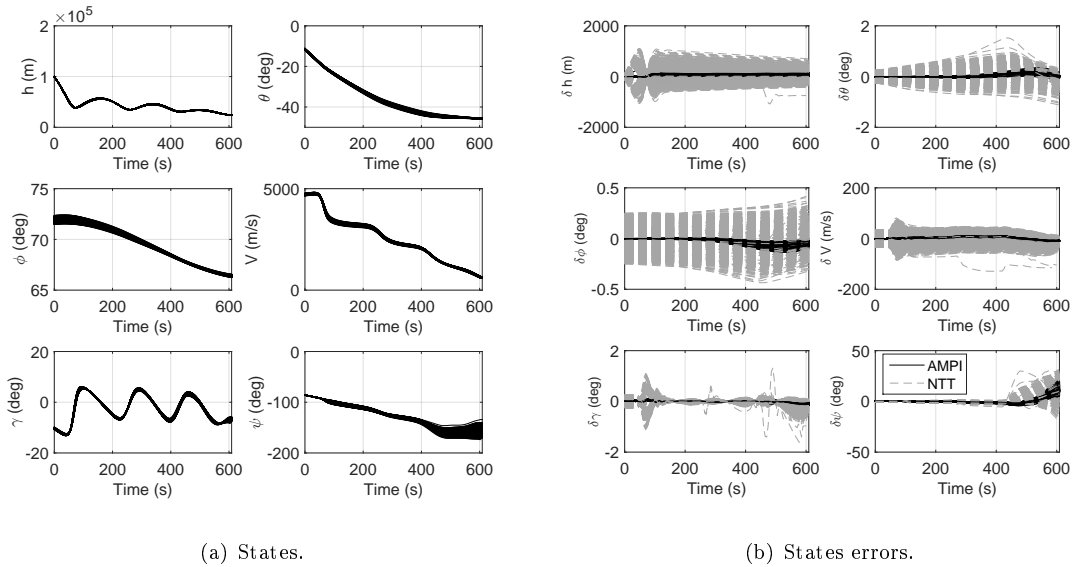 ×10^5
2
1
0
h (m)
0 200 400 600
Time (s)
0
-20
-40
θ (deg)
0 200 400 600
Time (s)
75
70
65
ϕ (deg)
0 200 400 600
Time (s)
5000
0
V (m/s)
0 200 400 600
Time (s)
20
0
-20
γ (deg)
0 200 400 600
Time (s)
0
-100
-200
ψ (deg)
0 200 400 600
Time (s)
(a) States.
2000
0
-2000
δ h (m)
0 200 400 600
Time (s)
2
0
-2
δθ (deg)
0 200 400 600
Time (s)
0.5
0
-0.5
δϕ (deg)
0 200 400 600
Time (s)
200
0
-200
δ V (m/s)
0 200 400 600
Time (s)
2
0
-2
δγ (deg)
0 200 400 600
Time (s)
50
0
-50
δψ (deg)
AMPI
NTT
0 200 400 600
Time (s)
(b) States errors.